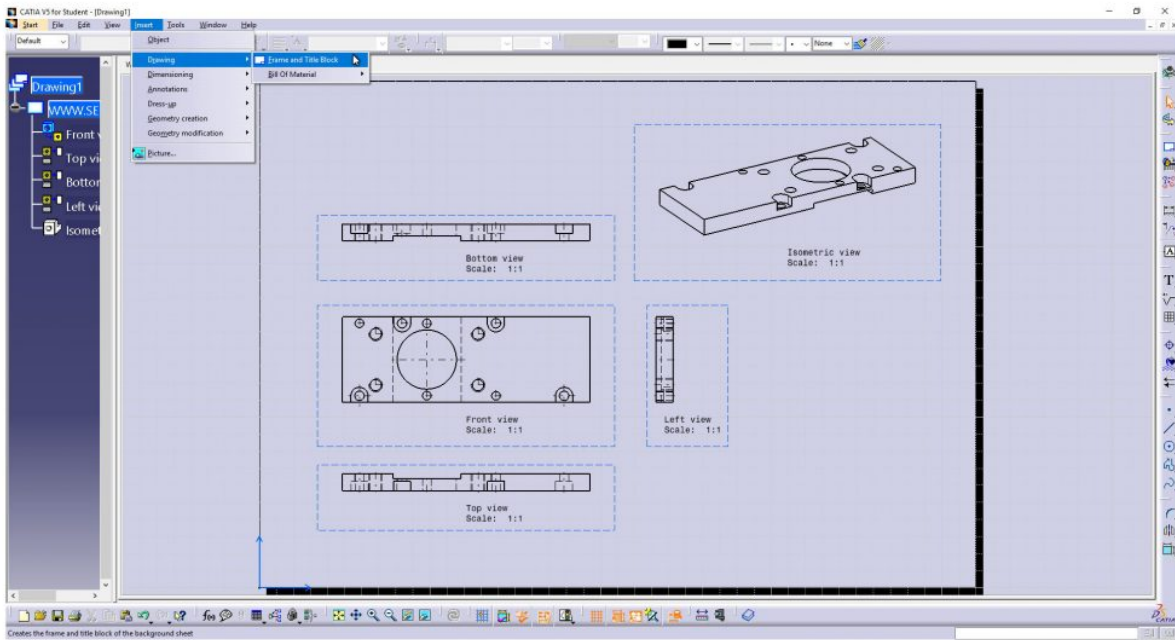 CATIA V5 for Student - [Drawing1]
Start File Edit View Insert Tools Window Help
Default
None
Object
Drawing
Dimensioning
Annotations
Dress-up
Geometry creation
Geometry modification
Picture...
Frame and Title Block
Bill Of Material
Drawing1
WWW.SE
Front v
Top vi
Bottor
Left vi
Isomet
Isometric view
Scale: 1:1
Bottom view
Scale: 1:1
Front view
Scale: 1:1
Left view
Scale: 1:1
Top view
Scale: 1:1
Creates the frame and title block of the background sheet